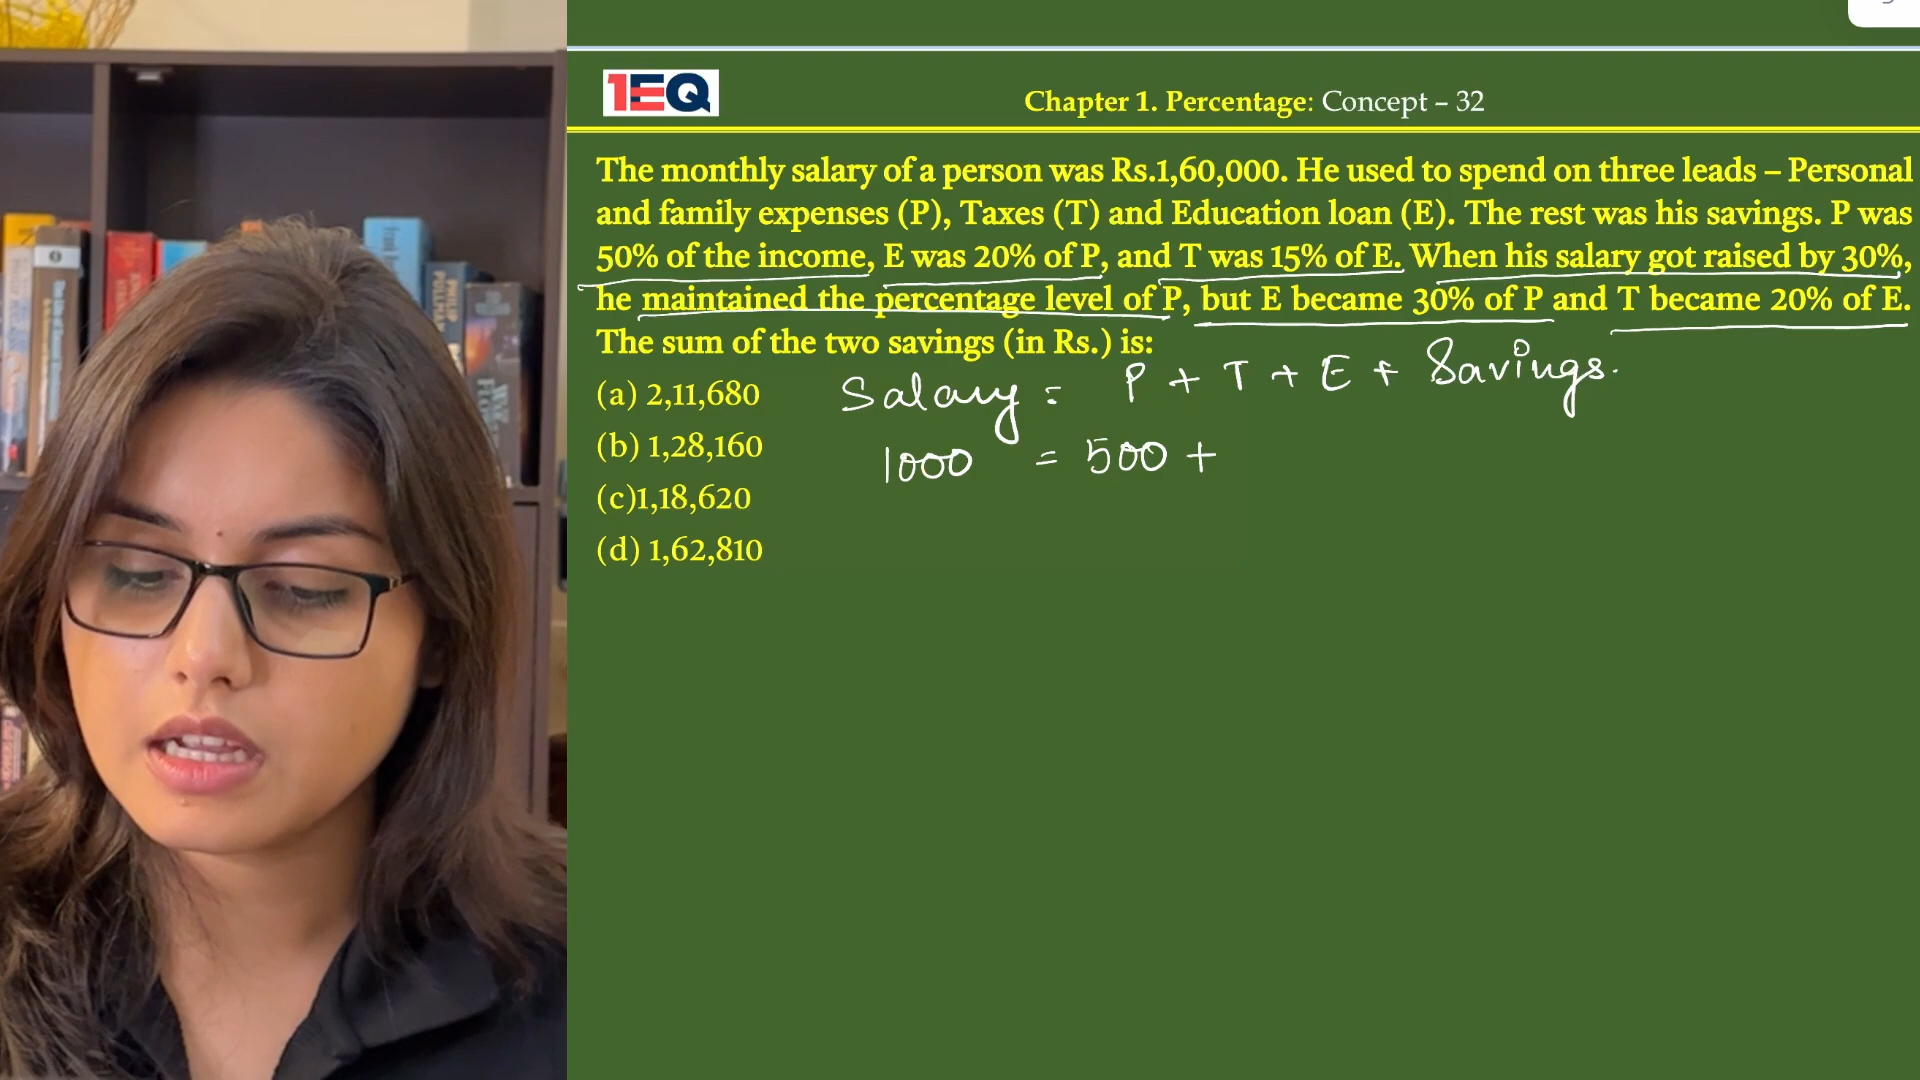 1EQ
Chapter 1. Percentage: Concept – 32
The monthly salary of a person was Rs.1,60,000. He used to spend on three leads – Personal
and family expenses (P), Taxes (T) and Education loan (E). The rest was his savings. P was
50% of the income, E was 20% of P, and T was 15% of E. When his salary got raised by 30%,
he maintained the percentage level of P, but E became 30% of P and T became 20% of E.
The sum of the two savings (in Rs.) is:
(a) 2,11,680
(b) 1,28,160
(c)1,18,620
(d) 1,62,810
Salary = P + T + E + Savings.
1000 = 500 +